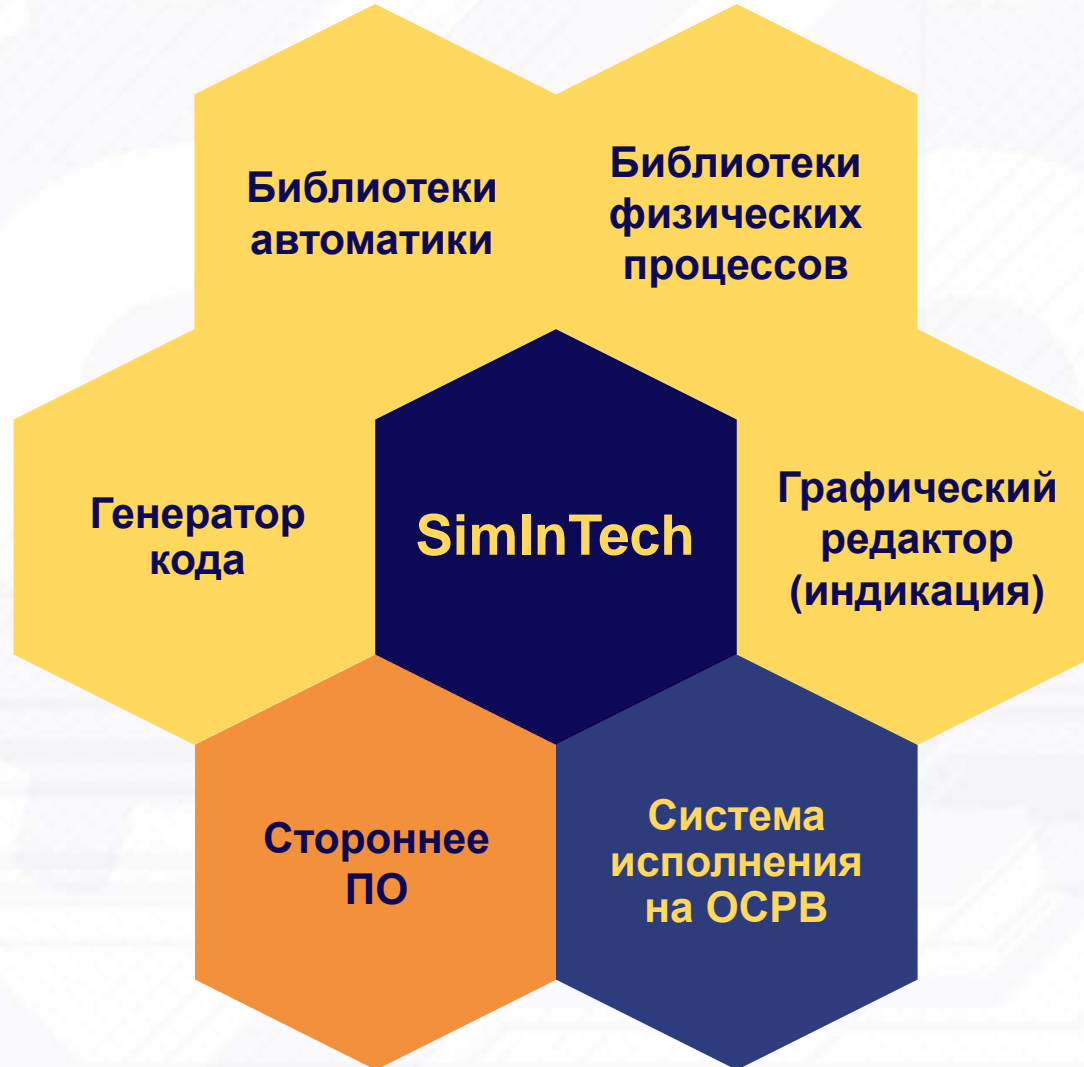 Библиотеки
автоматики
Библиотеки
физических
процессов
Генератор
кода
SimInTech
Графический
редактор
(индикация)
Стороннее
ПО
Система
исполнения
на ОСРВ